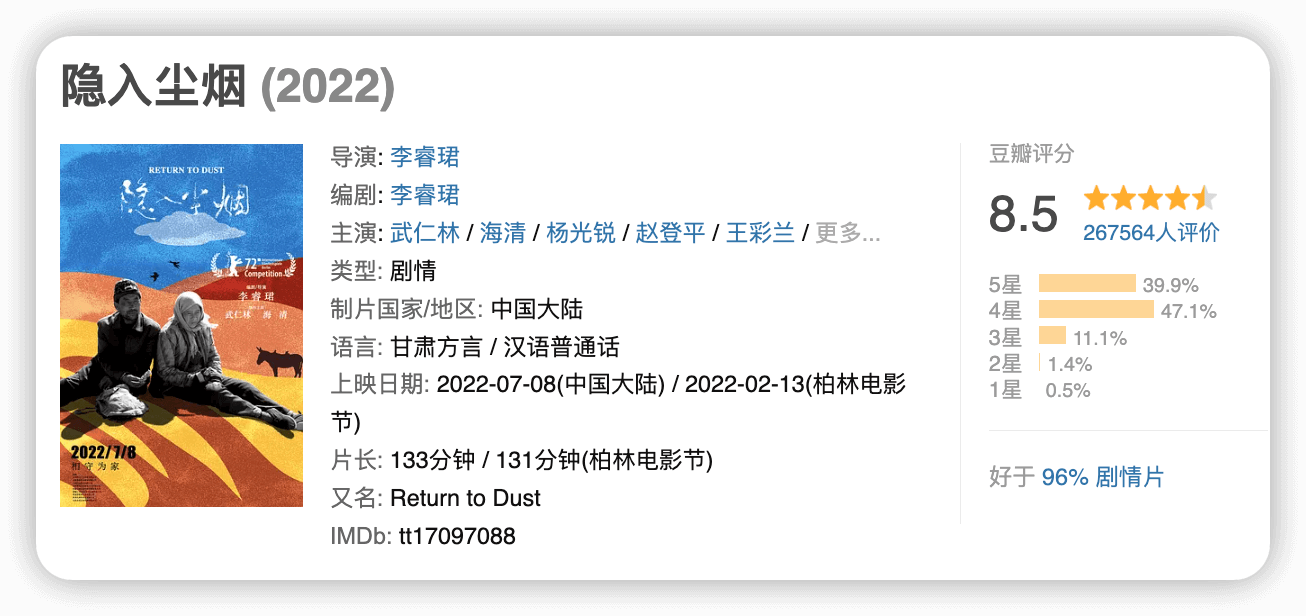 隐入尘烟 (2022)
RETURN TO DUST
隐入尘烟
72
Competition
编剧/导演
李睿珺
武仁林 海清
2022/7/8
相守为家
导演: 李睿珺
编剧: 李睿珺
主演: 武仁林 / 海清 / 杨光锐 / 赵登平 / 王彩兰 / 更多...
类型: 剧情
制片国家/地区: 中国大陆
语言: 甘肃方言 / 汉语普通话
上映日期: 2022-07-08(中国大陆) / 2022-02-13(柏林电影
节)
片长: 133分钟 / 131分钟(柏林电影节)
又名: Return to Dust
IMDb: tt17097088
豆瓣评分
8.5
267564人评价
5星 39.9%
4星 47.1%
3星 11.1%
2星 1.4%
1星 0.5%
好于 96% 剧情片